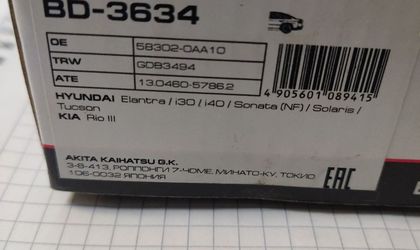 BD-3634
OE 58302-0AA10
TRW GDB3494
ATE 13.0460-5786.2
HYUNDAI Elantra / i30 / i40 / Sonata (NF) / Solaris /
Tucson
KIA Rio III
4 905601 089415
AKITA KAIHATSU G.K.
3-8-413, РОППОНГИ 7-ЧОМЕ, МИНАТО-КУ, ТОКИО
106-0032 ЯПОНИЯ
EAC